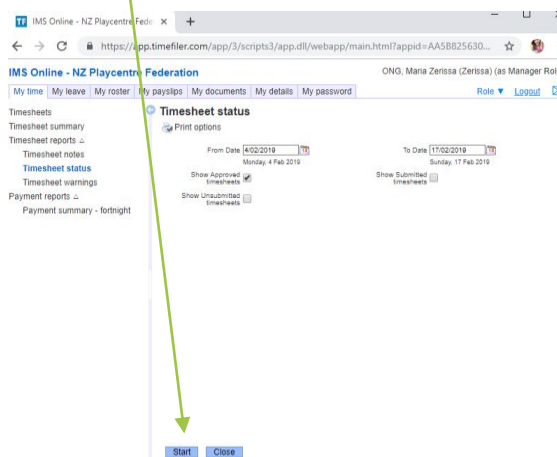 IMS Online - NZ Playcentre Fede
https://app.timefiler.com/app/3/scripts3/app.dll/webapp/main.html?appid=AA5B825630...
IMS Online - NZ Playcentre Federation
ONG, Maria Zerissa (Zerissa) (as Manager Role
My time My leave My roster My payslips My documents My details My password
Role ▼ Logout
Timesheets
Timesheet summary
Timesheet reports
Timesheet notes
Timesheet status
Timesheet warnings
Payment reports
Payment summary - fortnight
Timesheet status
Print options
From Date 4/02/2019
Monday, 4 Feb 2019
To Date 17/02/2019
Sunday, 17 Feb 2019
Show Approved
timesheets
Show Submitted
timesheets
Show Unsubmitted
timesheets
Start Close